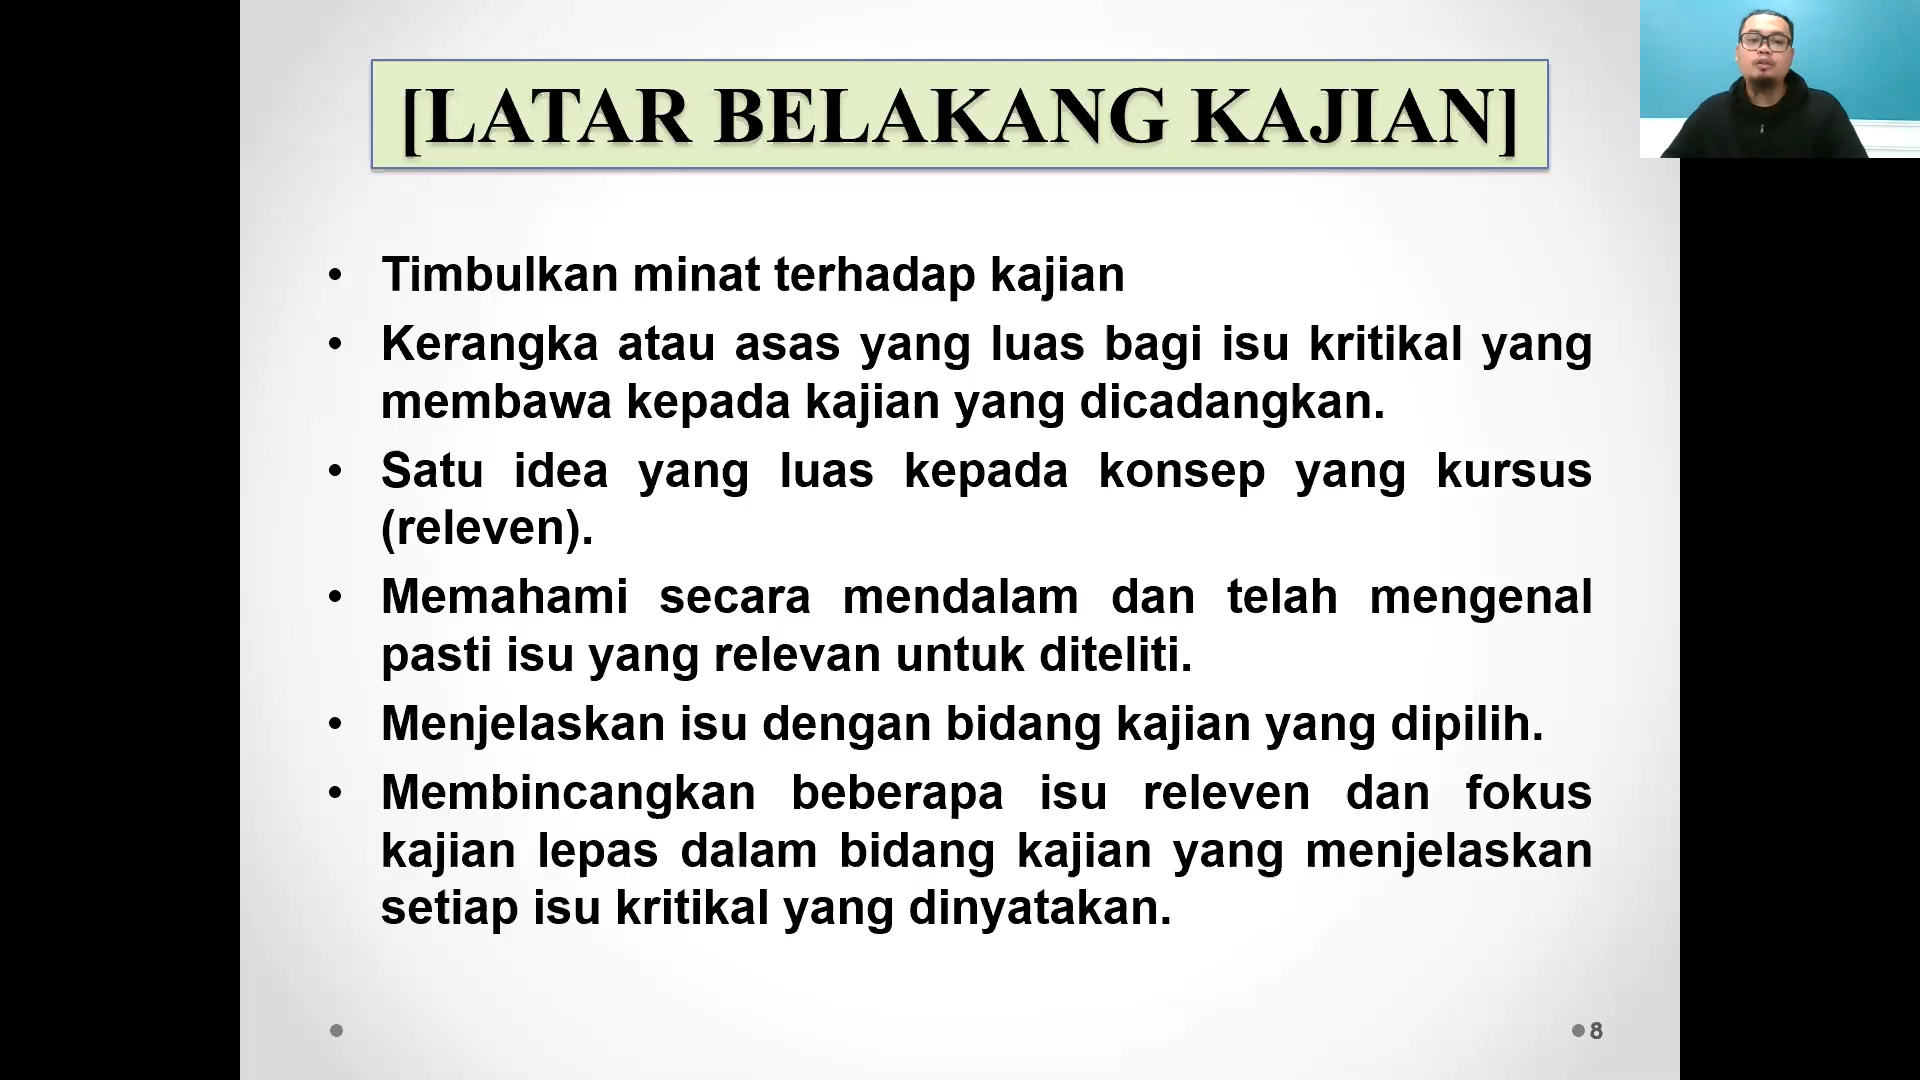 [LATAR BELAKANG KAJIAN]
• Timbulkan minat terhadap kajian
• Kerangka atau asas yang luas bagi isu kritikal yang
membawa kepada kajian yang dicadangkan.
• Satu idea yang luas kepada konsep yang kursus
(releven).
• Memahami secara mendalam dan telah mengenal
pasti isu yang relevan untuk diteliti.
• Menjelaskan isu dengan bidang kajian yang dipilih.
• Membincangkan beberapa isu releven dan fokus
kajian lepas dalam bidang kajian yang menjelaskan
setiap isu kritikal yang dinyatakan.
8